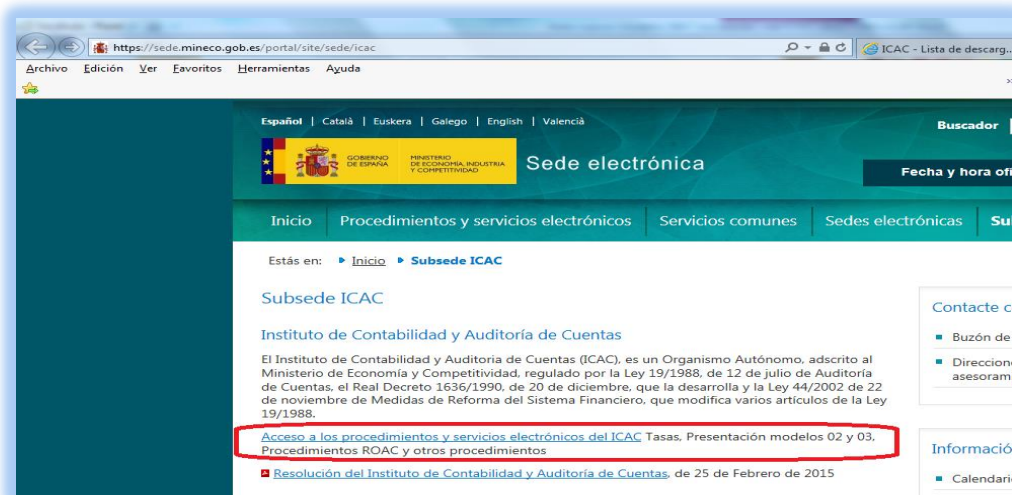 https://sede.mineco.gob.es/portal/site/sede/icac
ICAC - Lista de descarg...
Archivo Edición Ver Favoritos Herramientas Ayuda
Español | Català | Euskera | Galego | English | Valencià
Buscador
GOBIERNO DE ESPAÑA
MINISTERIO DE ECONOMÍA, INDUSTRIA Y COMPETITIVIDAD
Sede electrónica
Fecha y hora ofi
Inicio Procedimientos y servicios electrónicos Servicios comunes Sedes electrónicas Su
Estás en: Inicio Subsede ICAC
Subsede ICAC
Instituto de Contabilidad y Auditoría de Cuentas
El Instituto de Contabilidad y Auditoria de Cuentas (ICAC), es un Organismo Autónomo, adscrito al
Ministerio de Economía y Competitividad, regulado por la Ley 19/1988, de 12 de julio de Auditoría
de Cuentas, el Real Decreto 1636/1990, de 20 de diciembre, que la desarrolla y la Ley 44/2002 de 22
de noviembre de Medidas de Reforma del Sistema Financiero, que modifica varios artículos de la Ley
19/1988.
Acceso a los procedimientos y servicios electrónicos del ICAC Tasas, Presentación modelos 02 y 03,
Procedimientos ROAC y otros procedimientos
Resolución del Instituto de Contabilidad y Auditoría de Cuentas, de 25 de Febrero de 2015
Contacte c
Buzón de
Direccion
asesoram
Informació
Calendari